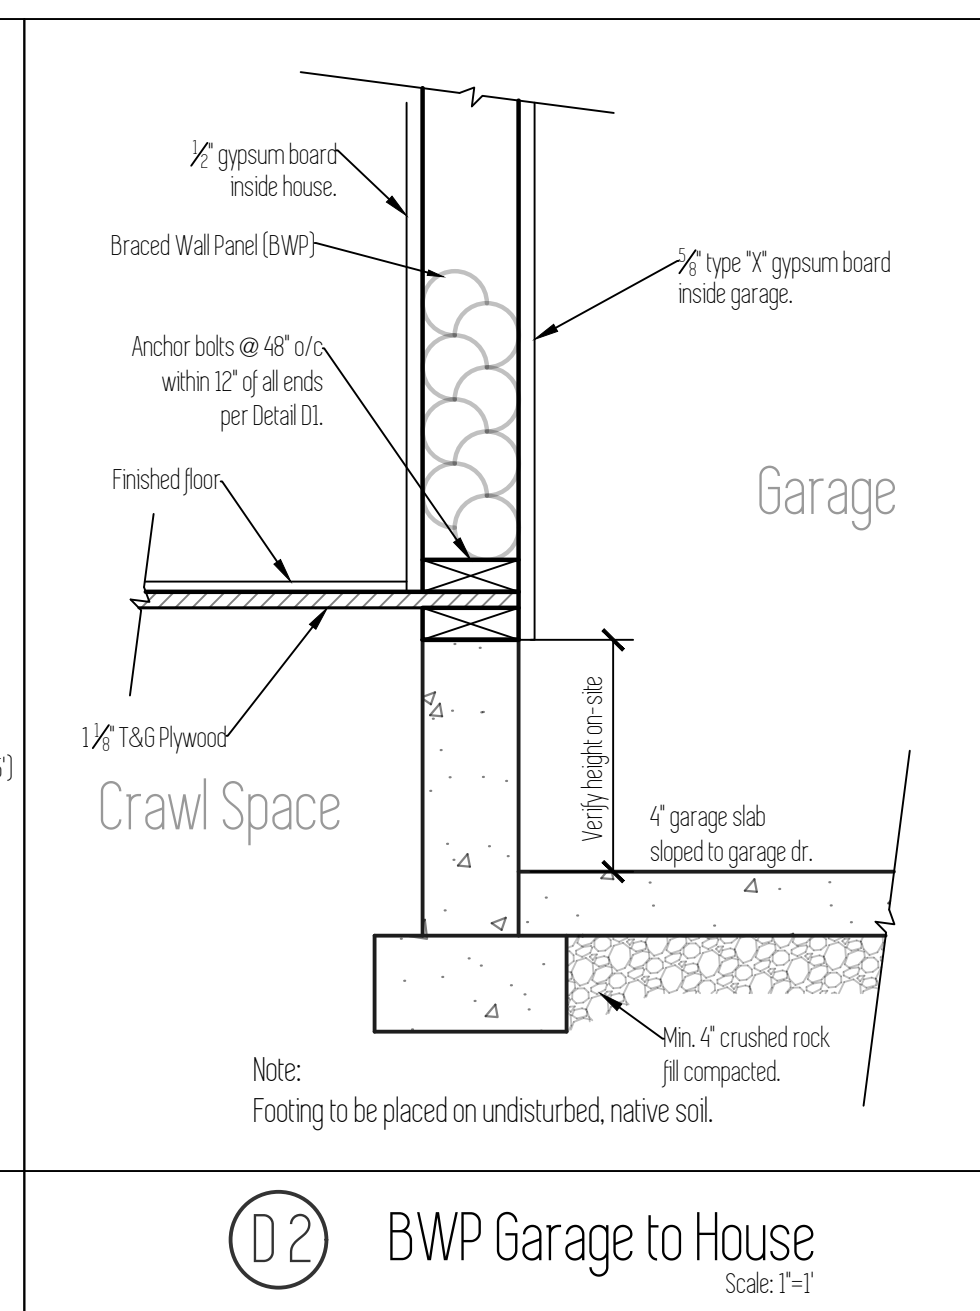 ½" gypsum board
inside house.
Braced Wall Panel (BWP)
⅝" type "X" gypsum board
inside garage.
Anchor bolts @ 48" o/c
within 12" of all ends
per Detail D1.
Finished floor
Garage
1 ⅛" T&G Plywood
Crawl Space
Verify height on-site
4" garage slab
sloped to garage dr.
Min. 4" crushed rock
fill compacted.
Note:
Footing to be placed on undisturbed, native soil.
D 2
BWP Garage to House
Scale: 1"=1'